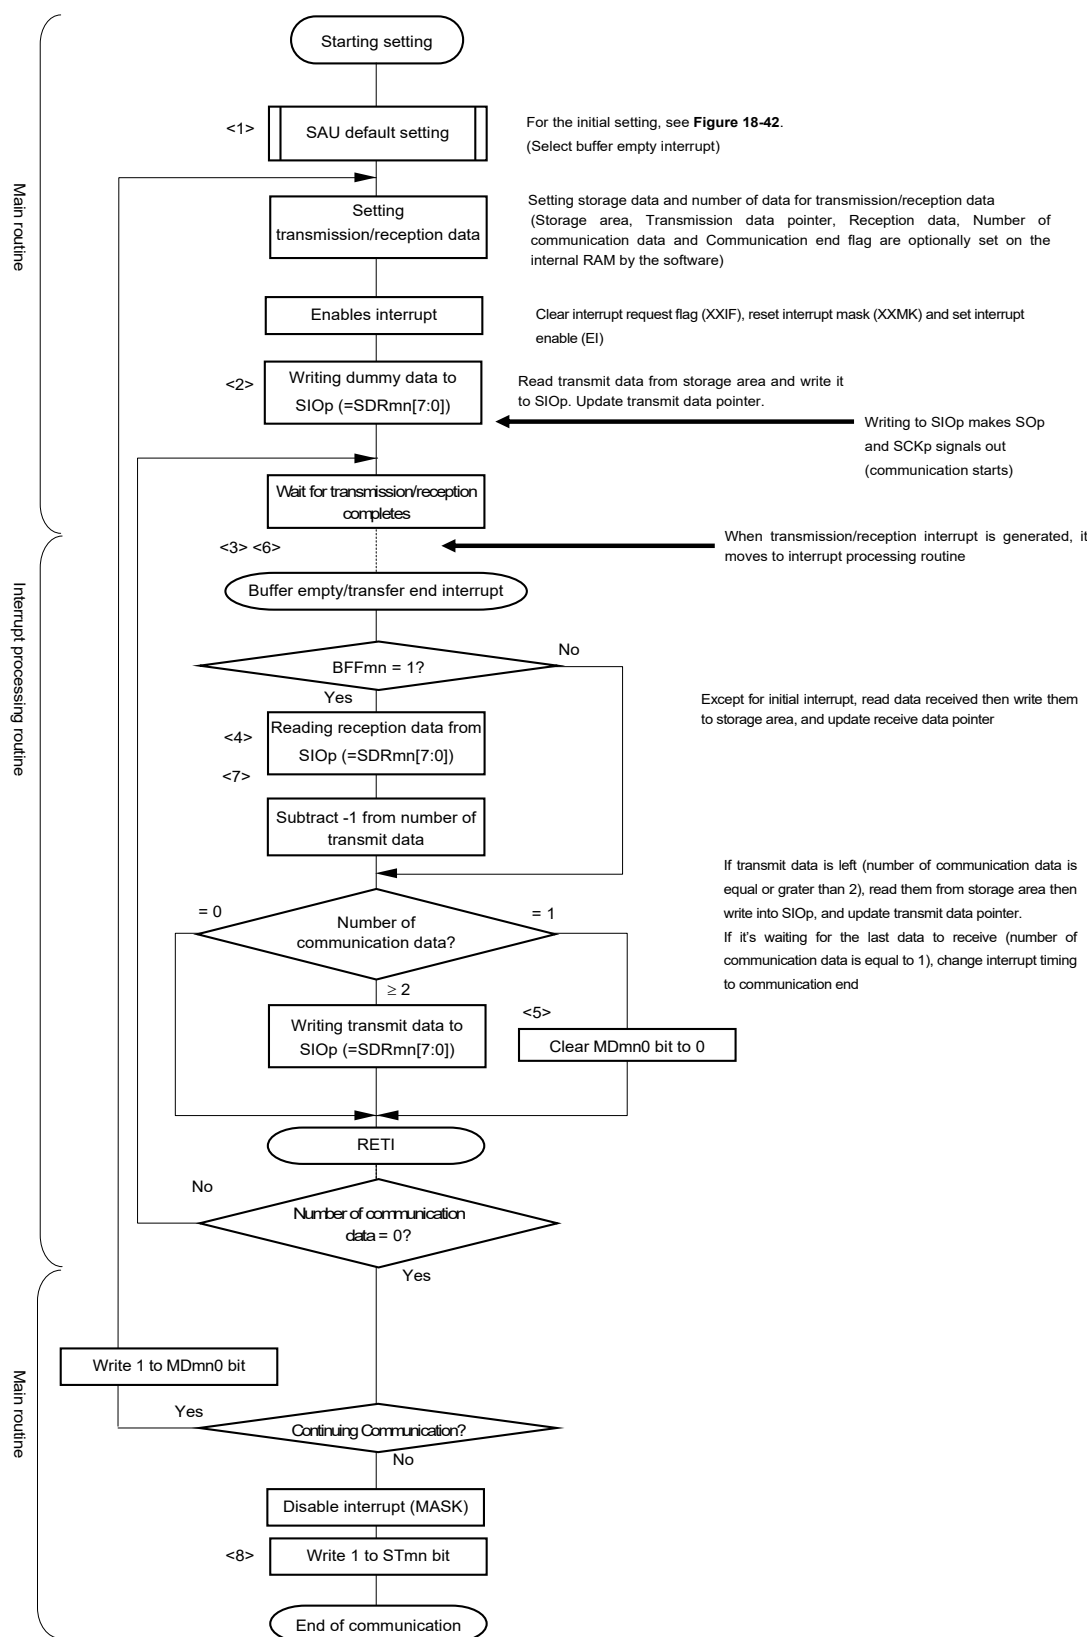 Starting setting
<1>
SAU default setting
For the initial setting, see Figure 18-42.
(Select buffer empty interrupt)
Main routine
Setting
transmission/reception data
Setting storage data and number of data for transmission/reception data
(Storage area, Transmission data pointer, Reception data, Number of
communication data and Communication end flag are optionally set on the
internal RAM by the software)
Enables interrupt
Clear interrupt request flag (XXIF), reset interrupt mask (XXMK) and set interrupt
enable (EI)
<2>
Writing dummy data to
SIOp (=SDRmn[7:0])
Read transmit data from storage area and write it
to SIOp. Update transmit data pointer.
Writing to SIOp makes SOp
and SCKp signals out
(communication starts)
Wait for transmission/reception
completes
<3> <6>
When transmission/reception interrupt is generated, it
moves to interrupt processing routine
Interrupt processing routine
Buffer empty/transfer end interrupt
BFFmn = 1?
No
Yes
Except for initial interrupt, read data received then write them
to storage area, and update receive data pointer
<4>
Reading reception data from
SIOp (=SDRmn[7:0])
<7>
Subtract -1 from number of
transmit data
If transmit data is left (number of communication data is
equal or grater than 2), read them from storage area then
write into SIOp, and update transmit data pointer.
If it's waiting for the last data to receive (number of
communication data is equal to 1), change interrupt timing
to communication end
= 0
Number of
communication data?
= 1
≥ 2
Writing transmit data to
SIOp (=SDRmn[7:0])
<5>
Clear MDmn0 bit to 0
RETI
No
Number of communication
data = 0?
Yes
Main routine
Write 1 to MDmn0 bit
Yes
Continuing Communication?
No
Disable interrupt (MASK)
<8>
Write 1 to STmn bit
End of communication